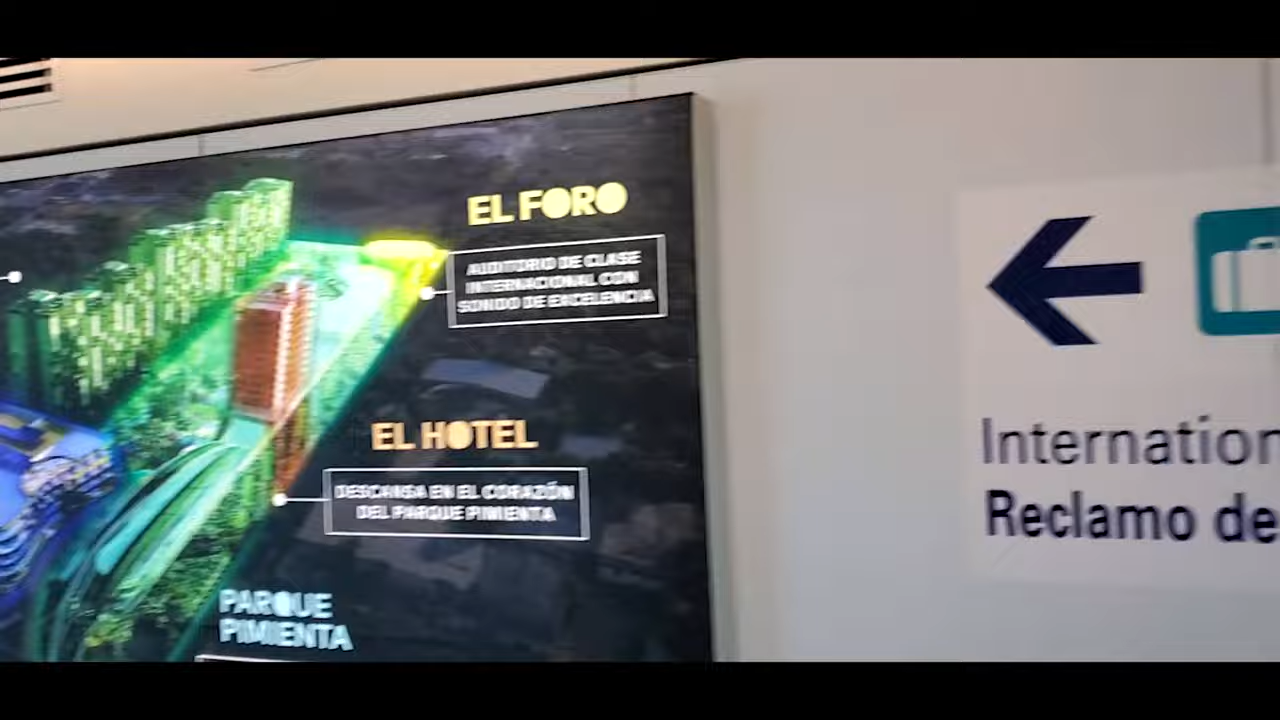 EL FORO
AUDITORIO DE CLASE
INTERNACIONAL CON
SONIDO DE EXCELENCIA
EL HOTEL
DESCANSA EN EL CORAZÓN
DEL PARQUE PIMIENTA
PARQUE
PIMIENTA
Internation
Reclamo de